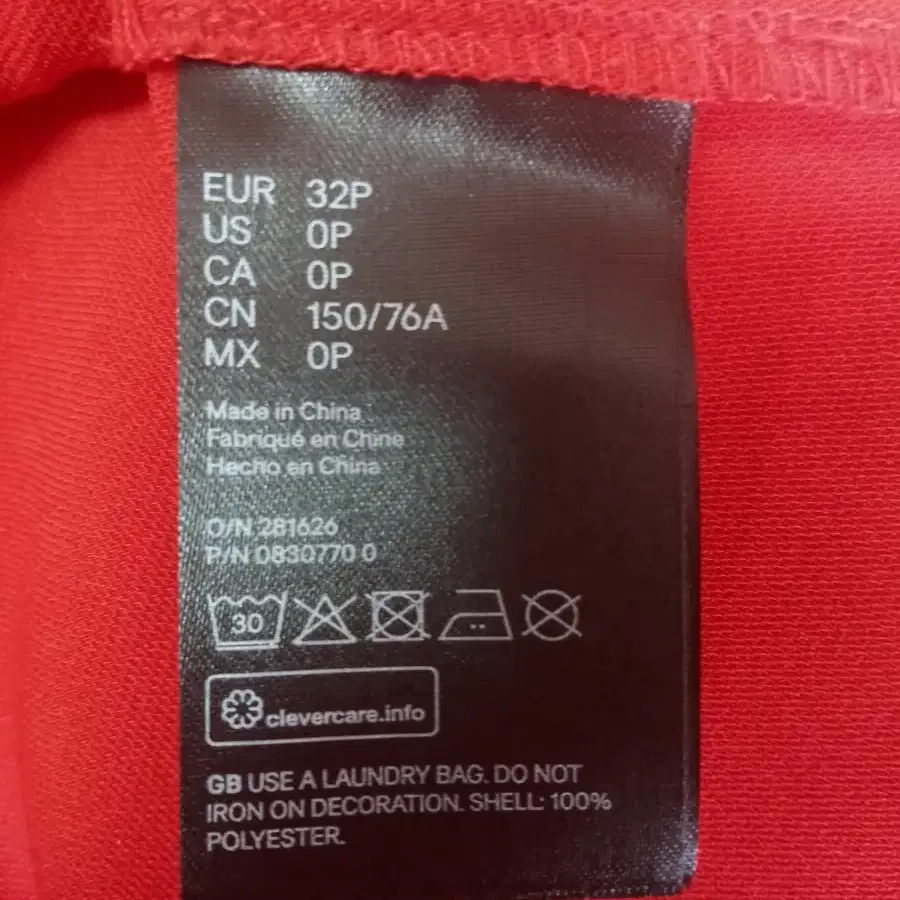 EUR 32P
US 0P
CA 0P
CN 150/76A
MX 0P
Made in China
Fabriqué en Chine
Hecho en China
O/N 281626
P/N 0830770 0
30
clevercare.info
GB USE A LAUNDRY BAG. DO NOT
IRON ON DECORATION. SHELL: 100%
POLYESTER.